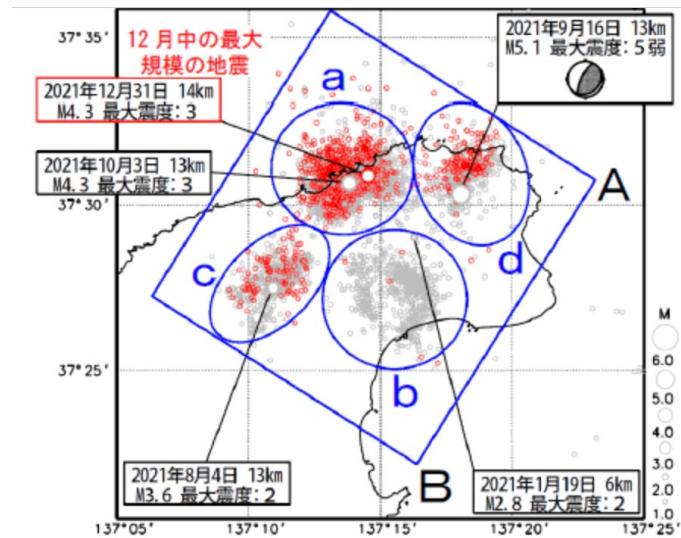 37°35′
12月中の最大
規模の地震
2021年9月16日 13km
M5.1 最大震度：5弱
a
2021年12月31日 14km
M4.3 最大震度：3
2021年10月3日 13km
M4.3 最大震度：3
37°30′
A
d
c
M
6.0
5.0
4.0
3.0
2.0
1.0
37°25′
b
2021年8月4日 13km
M3.6 最大震度：2
B
2021年1月19日 6km
M2.8 最大震度：2
137°05′ 137°10′ 137°15′ 137°20′ 137°25′